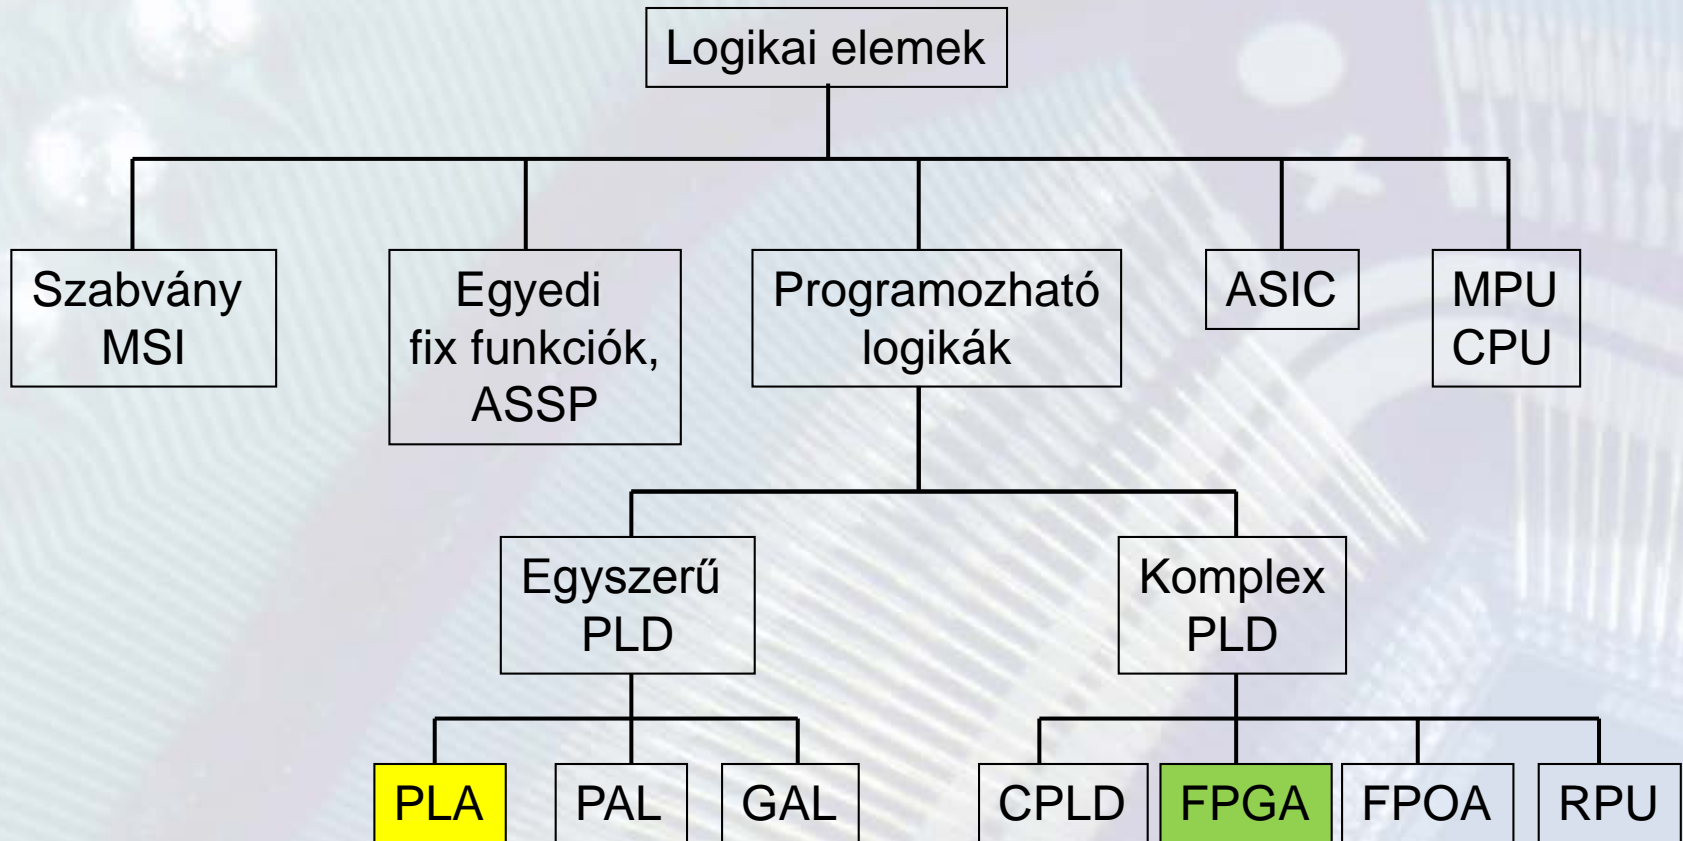 Logikai elemek
Szabvány
MSI
Egyedi
fix funkciók,
ASSP
Programozható
logikák
ASIC
MPU
CPU
Egyszerű
PLD
Komplex
PLD
PLA
PAL
GAL
CPLD
FPGA
FPOA
RPU